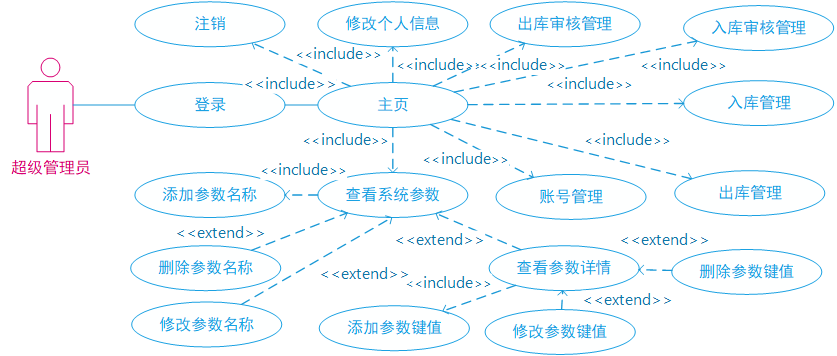 注销
修改个人信息
出库审核管理
入库审核管理
<<include>>
<<include>>
<<include>>
<<include>>
<<include>>
<<include>>
登录
主页
入库管理
<<include>>
<<include>>
<<include>>
超级管理员
<<include>>
添加参数名称
查看系统参数
账号管理
出库管理
<<extend>>
<<extend>>
<<extend>>
删除参数名称
查看参数详情
删除参数键值
<<extend>>
<<include>>
<<extend>>
修改参数名称
添加参数键值
修改参数键值